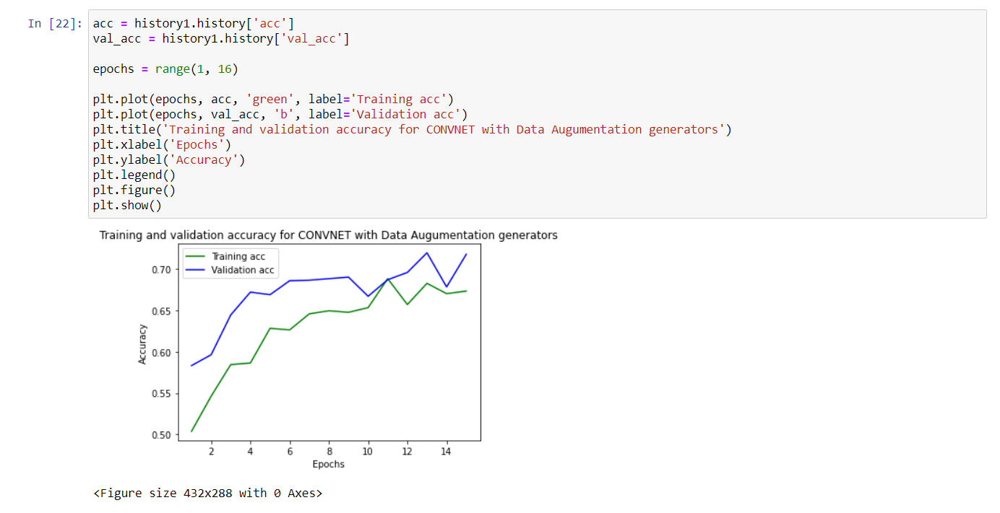 In [22]: acc = history1.history['acc']
val_acc = history1.history['val_acc']
epochs = range(1, 16)
plt.plot(epochs, acc, 'green', label='Training acc')
plt.plot(epochs, val_acc, 'b', label='Validation acc')
plt.title('Training and validation accuracy for CONVNET with Data Augumentation generators')
plt.xlabel('Epochs')
plt.ylabel('Accuracy')
plt.legend()
plt.figure()
plt.show()
Training and validation accuracy for CONVNET with Data Augumentation generators
Training acc
Validation acc
0.70
0.65
0.60
0.55
0.50
Accuracy
2 4 6 8 10 12 14
Epochs
<Figure size 432x288 with 0 Axes>